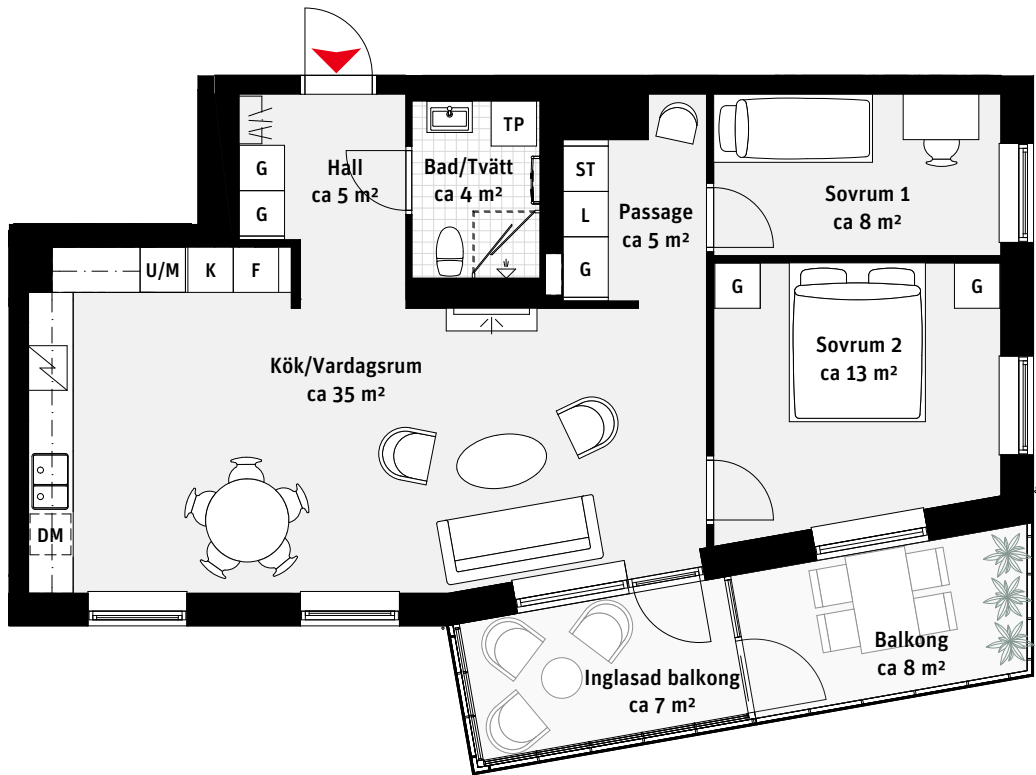 TP
G
Hall
ca 5 m²
Bad/Tvätt
ca 4 m²
G
ST
L
G
Passage
ca 5 m²
Sovrum 1
ca 8 m²
U/M
K
F
G
G
Sovrum 2
ca 13 m²
Kök/Vardagsrum
ca 35 m²
DM
Inglasad balkong
ca 7 m²
Balkong
ca 8 m²